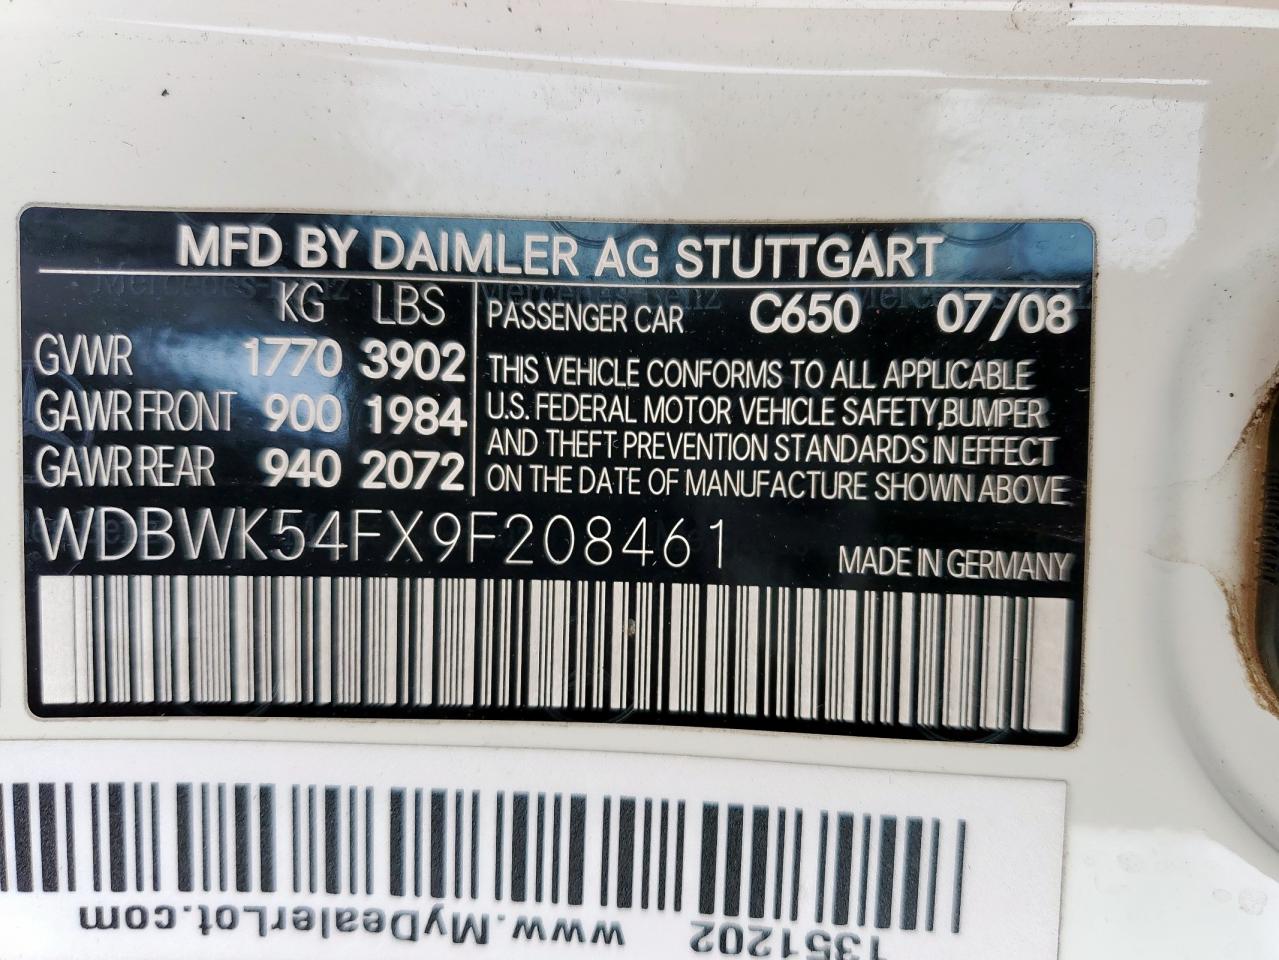 MFD BY DAIMLER AG STUTTGART
KG LBS
GVWR 1770 3902
GAWR FRONT 900 1984
GAWR REAR 940 2072
PASSENGER CAR C650 07/08
THIS VEHICLE CONFORMS TO ALL APPLICABLE
U.S. FEDERAL MOTOR VEHICLE SAFETY,BUMPER
AND THEFT PREVENTION STANDARDS IN EFFECT
ON THE DATE OF MANUFACTURE SHOWN ABOVE
WDBWK54FX9F208461
MADE IN GERMANY
Mercedes-Benz
1351202
www.MyDealerLot.com